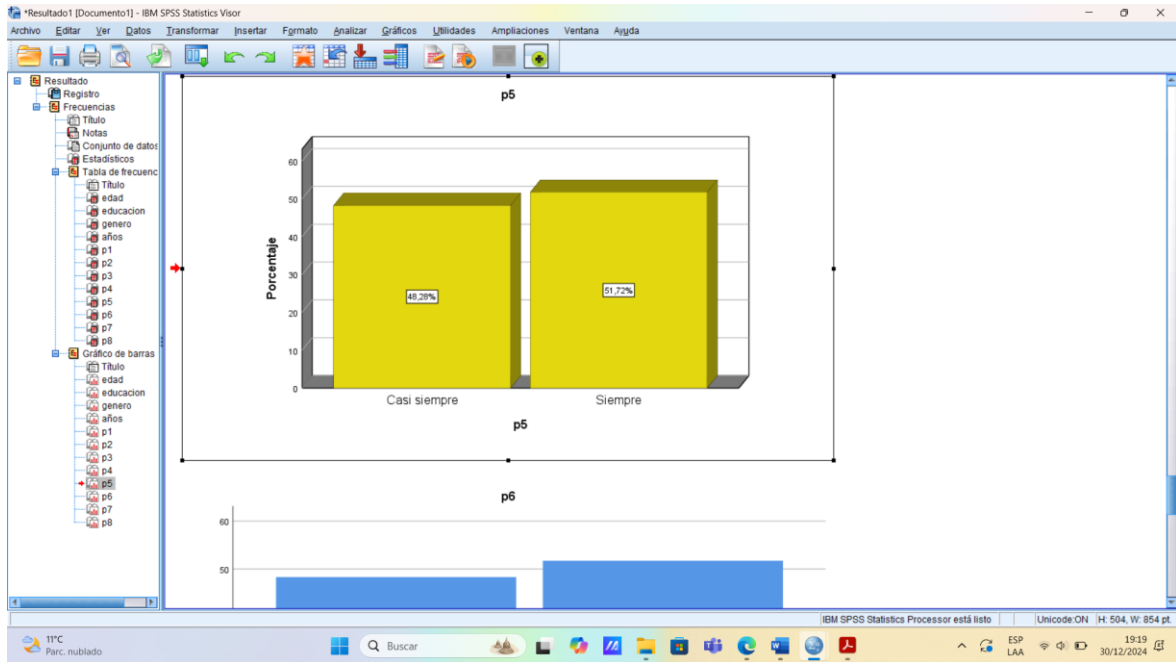 *Resultado1 [Documento1] - IBM SPSS Statistics Visor
Archivo Editar Ver Datos Transformar Insertar Formato Analizar Gráficos Utilidades Ampliaciones Ventana Ayuda
Resultado
Registro
Frecuencias
Título
Notas
Conjunto de datos
Estadísticos
Tabla de frecuenc
Título
edad
educacion
genero
años
p1
p2
p3
p4
p5
p6
p7
p8
Gráfico de barras
Título
edad
educacion
genero
años
p1
p2
p3
p4
p5
p6
p7
p8
p5
Porcentaje
60
50
40
30
20
10
0
48,28%
51,72%
Casi siempre
Siempre
p5
p6
60
50
IBM SPSS Statistics Processor está listo
Unicode:ON
H: 504, W: 854 pt.
11°C
Parc. nublado
Buscar
ESP
LAA
19:19
30/12/2024